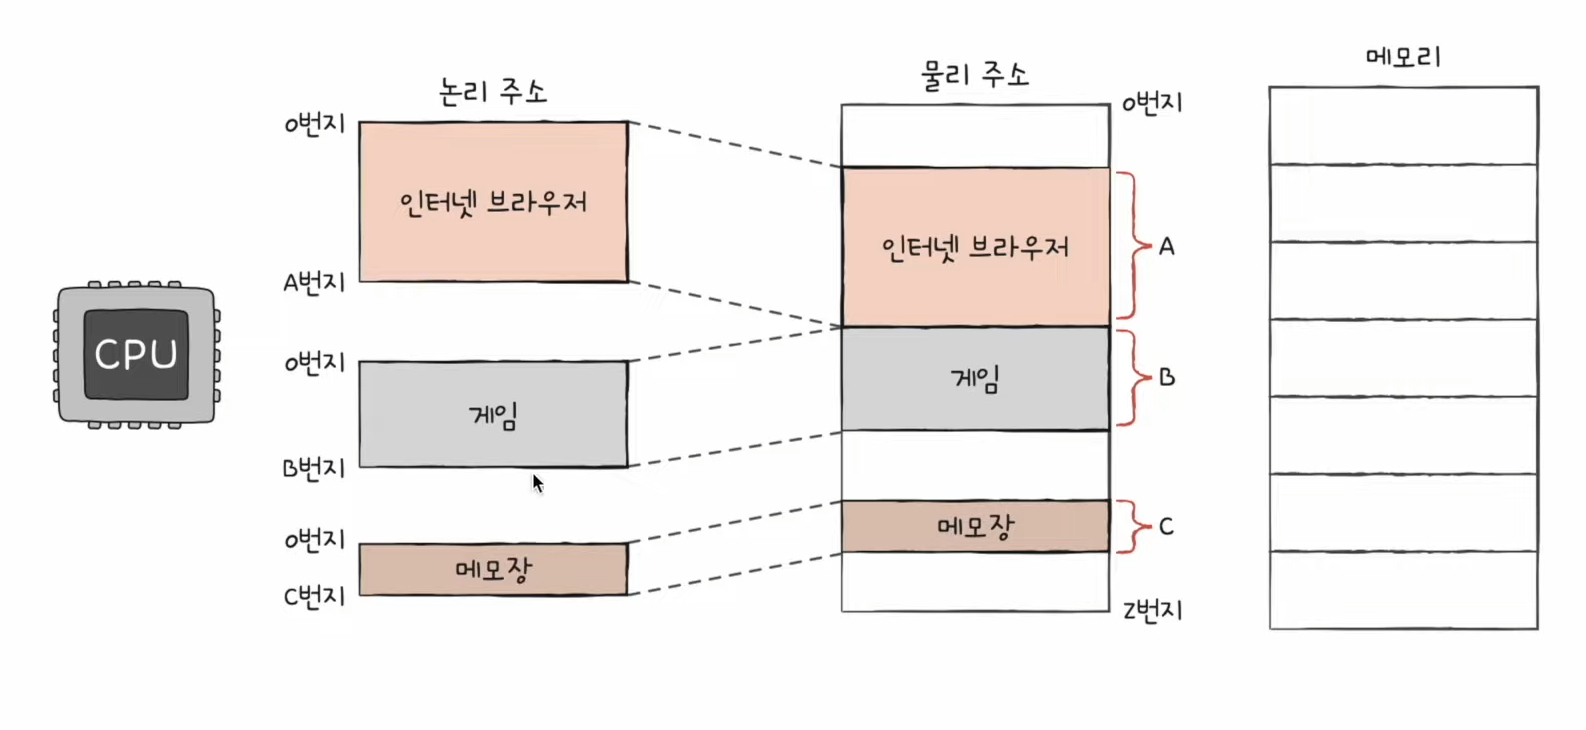 논리 주소
0번지
인터넷 브라우저
A번지
CPU
0번지
게임
B번지
0번지
메모장
C번지
물리 주소
0번지
인터넷 브라우저
A
게임
B
메모장
C
Z번지
메모리